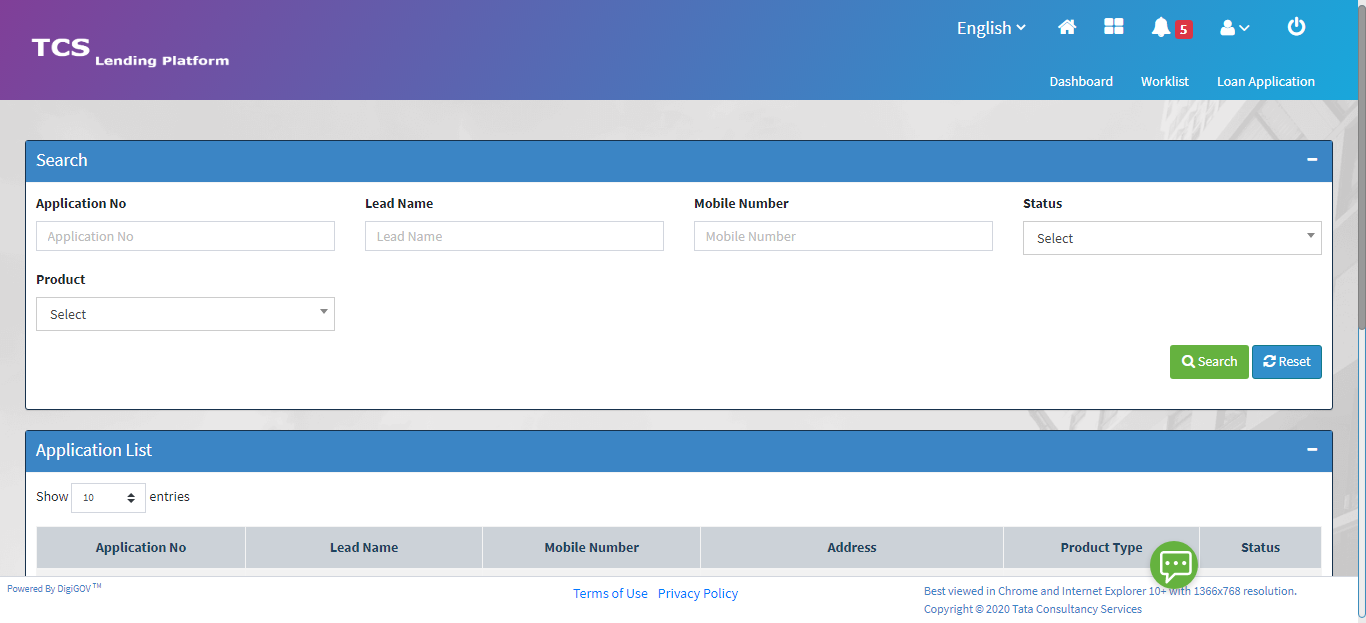 English
5
TCS Lending Platform
Dashboard Worklist Loan Application
Search
Application No Lead Name Mobile Number Status
Application No Lead Name Mobile Number Select
Product
Select
Search Reset
Application List
Show 10 entries
Application No Lead Name Mobile Number Address Product Type Status
Powered By DigiGOV™
Terms of Use Privacy Policy
Best viewed in Chrome and Internet Explorer 10+ with 1366x768 resolution.
Copyright © 2020 Tata Consultancy Services